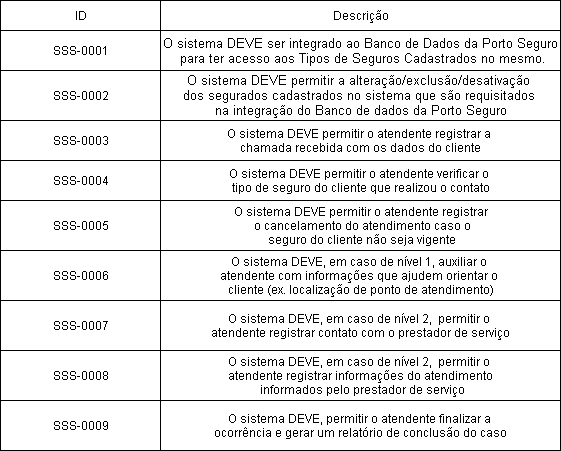 ID
Descrição
SSS-0001
O sistema DEVE ser integrado ao Banco de Dados da Porto Seguro
para ter acesso aos Tipos de Seguros Cadastrados no mesmo.
SSS-0002
O sistema DEVE permitir a alteração/exclusão/desativação
dos segurados cadastrados no sistema que são requisitados
na integração do Banco de dados da Porto Seguro
SSS-0003
O sistema DEVE permitir o atendente registrar a
chamada recebida com os dados do cliente
SSS-0004
O sistema DEVE permitir o atendente verificar o
tipo de seguro do cliente que realizou o contato
SSS-0005
O sistema DEVE permitir o atendente registrar
o cancelamento do atendimento caso o
seguro do cliente não seja vigente
SSS-0006
O sistema DEVE, em caso de nível 1, auxiliar o
atendente com informações que ajudem orientar o
cliente (ex. localização de ponto de atendimento)
SSS-0007
O sistema DEVE, em caso de nível 2, permitir o
atendente registrar contato com o prestador de serviço
SSS-0008
O sistema DEVE, em caso de nível 2, permitir o
atendente registrar informações do atendimento
informados pelo prestador de serviço
SSS-0009
O sistema DEVE, permitir o atendente finalizar a
ocorrência e gerar um relatório de conclusão do caso